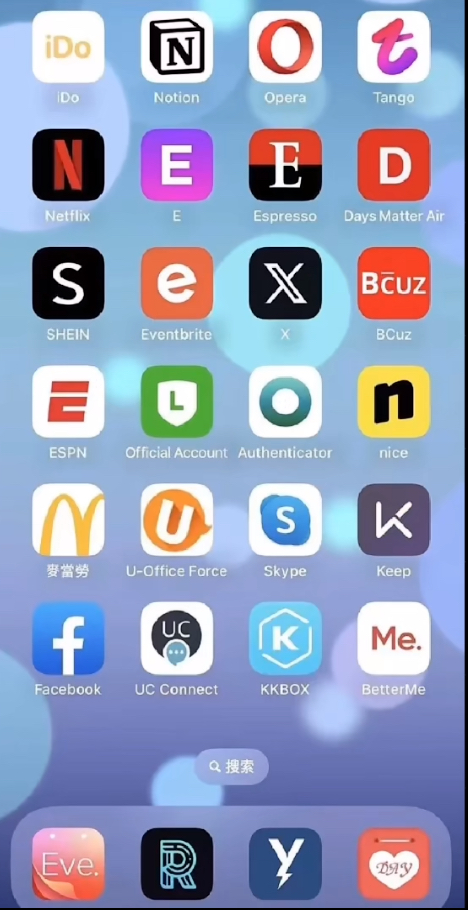 iDo
N
O
t
iDo
Notion
Opera
Tango
N
E
E
D
Netflix
E
Espresso
Days Matter Air
S
e
X
BCUZ
SHEIN
Eventbrite
X
BCuz
E
L
O
n
ESPN
Official Account
Authenticator
nice
M
U
S
K
麥當勞
U-Office Force
Skype
Keep
f
UC
K
Me.
Facebook
UC Connect
KKBOX
BetterMe
搜索
Eve.
R
Y
DAY